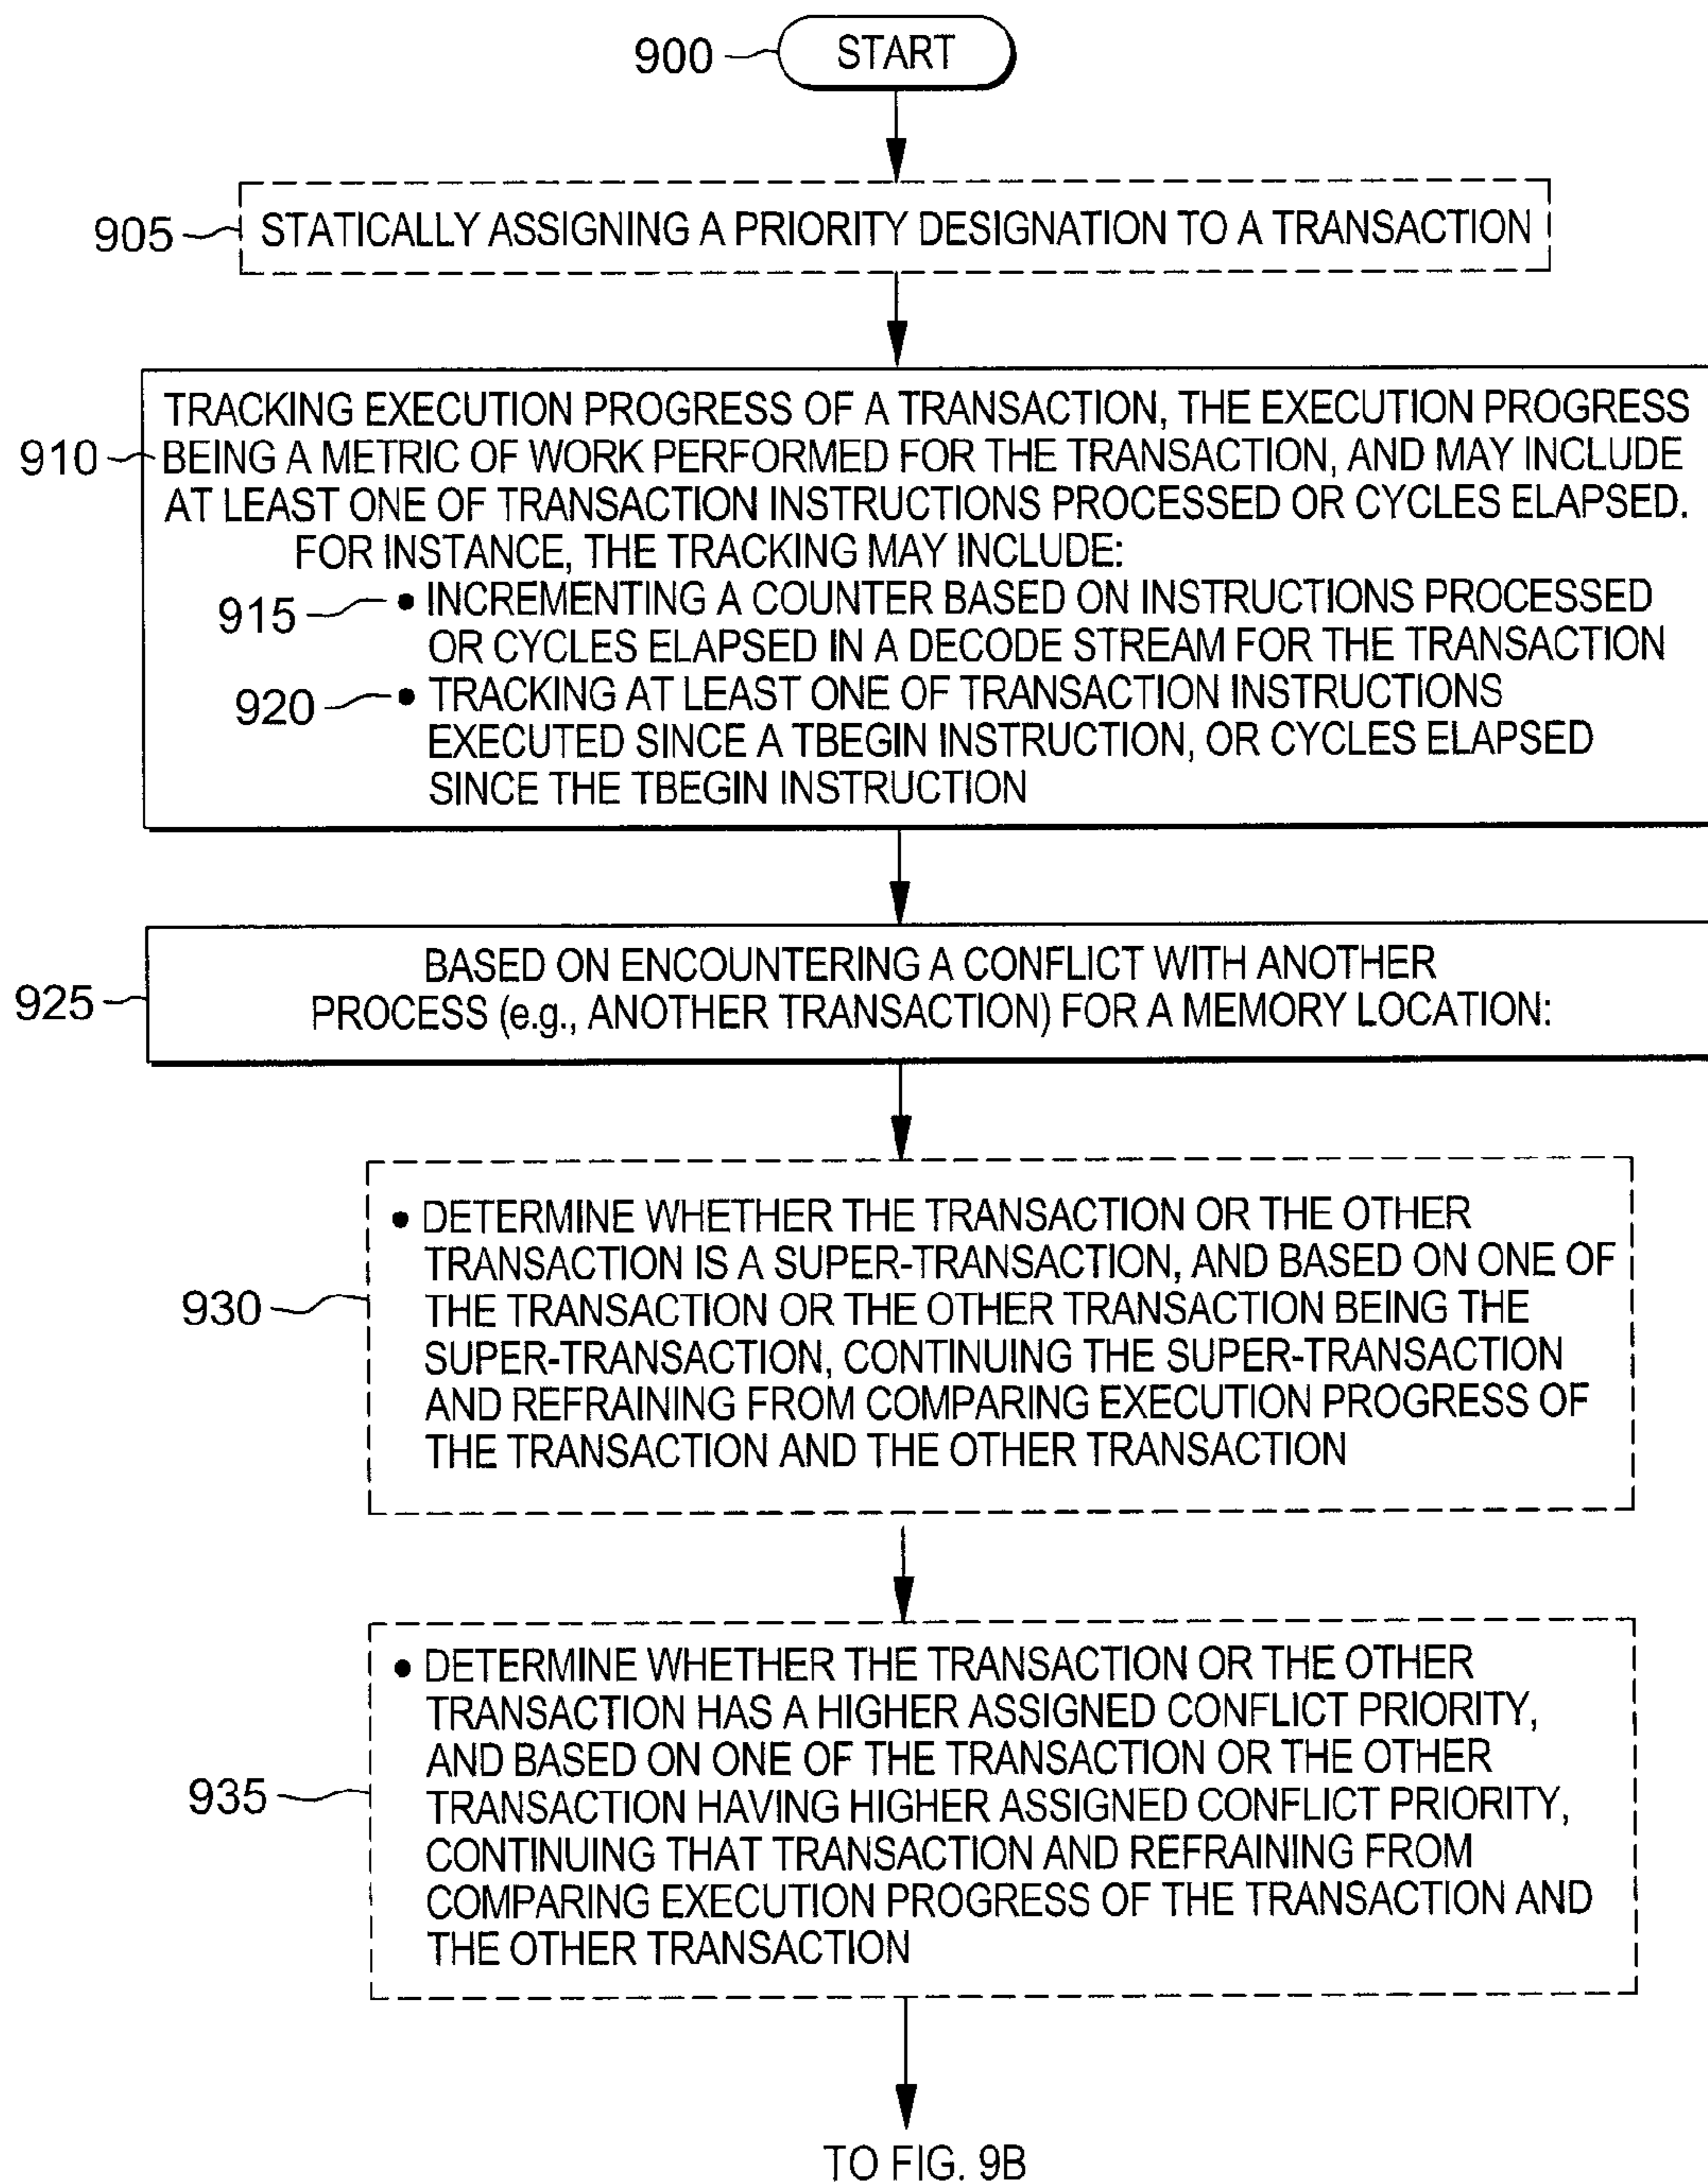 900 START
905 STATICALLY ASSIGNING A PRIORITY DESIGNATION TO A TRANSACTION
TRACKING EXECUTION PROGRESS OF A TRANSACTION, THE EXECUTION PROGRESS
910 BEING A METRIC OF WORK PERFORMED FOR THE TRANSACTION, AND MAY INCLUDE
AT LEAST ONE OF TRANSACTION INSTRUCTIONS PROCESSED OR CYCLES ELAPSED.
FOR INSTANCE, THE TRACKING MAY INCLUDE:
915 • INCREMENTING A COUNTER BASED ON INSTRUCTIONS PROCESSED
OR CYCLES ELAPSED IN A DECODE STREAM FOR THE TRANSACTION
920 • TRACKING AT LEAST ONE OF TRANSACTION INSTRUCTIONS
EXECUTED SINCE A TBEGIN INSTRUCTION, OR CYCLES ELAPSED
SINCE THE TBEGIN INSTRUCTION
BASED ON ENCOUNTERING A CONFLICT WITH ANOTHER
925 PROCESS (e.g., ANOTHER TRANSACTION) FOR A MEMORY LOCATION:
• DETERMINE WHETHER THE TRANSACTION OR THE OTHER
TRANSACTION IS A SUPER-TRANSACTION, AND BASED ON ONE OF
930 THE TRANSACTION OR THE OTHER TRANSACTION BEING THE
SUPER-TRANSACTION, CONTINUING THE SUPER-TRANSACTION
AND REFRAINING FROM COMPARING EXECUTION PROGRESS OF
THE TRANSACTION AND THE OTHER TRANSACTION
• DETERMINE WHETHER THE TRANSACTION OR THE OTHER
TRANSACTION HAS A HIGHER ASSIGNED CONFLICT PRIORITY,
AND BASED ON ONE OF THE TRANSACTION OR THE OTHER
935 TRANSACTION HAVING HIGHER ASSIGNED CONFLICT PRIORITY,
CONTINUING THAT TRANSACTION AND REFRAINING FROM
COMPARING EXECUTION PROGRESS OF THE TRANSACTION AND
THE OTHER TRANSACTION
TO FIG. 9B